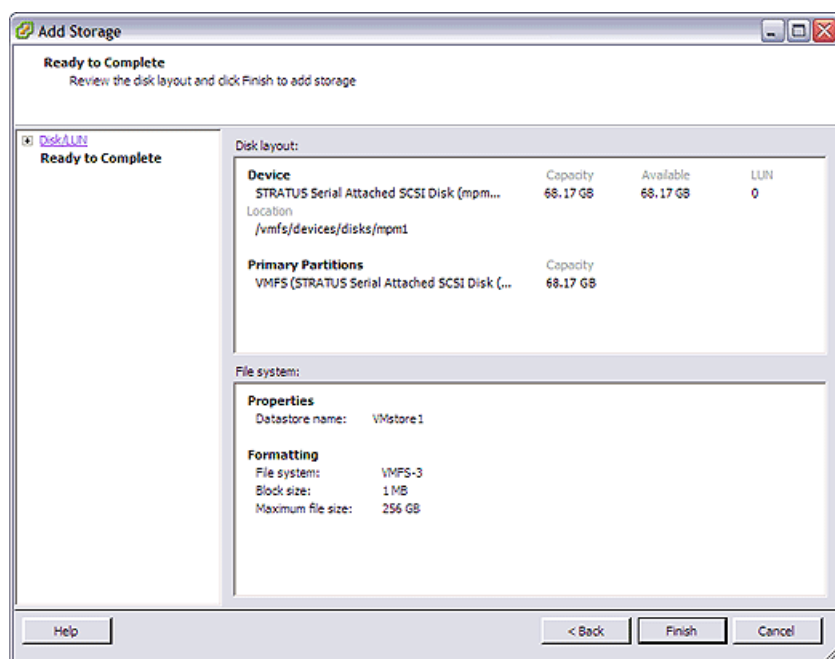 Add Storage
Ready to Complete
Review the disk layout and click Finish to add storage
Disk/LUN
Ready to Complete
Disk layout:
Device Capacity Available LUN
STRATUS Serial Attached SCSI Disk (mpm... 68.17 GB 68.17 GB 0
Location
/vmfs/devices/disks/mpm1
Primary Partitions Capacity
VMFS (STRATUS Serial Attached SCSI Disk (... 68.17 GB
File system:
Properties
Datastore name: VMstore1
Formatting
File system: VMFS-3
Block size: 1 MB
Maximum file size: 256 GB
Help < Back Finish Cancel